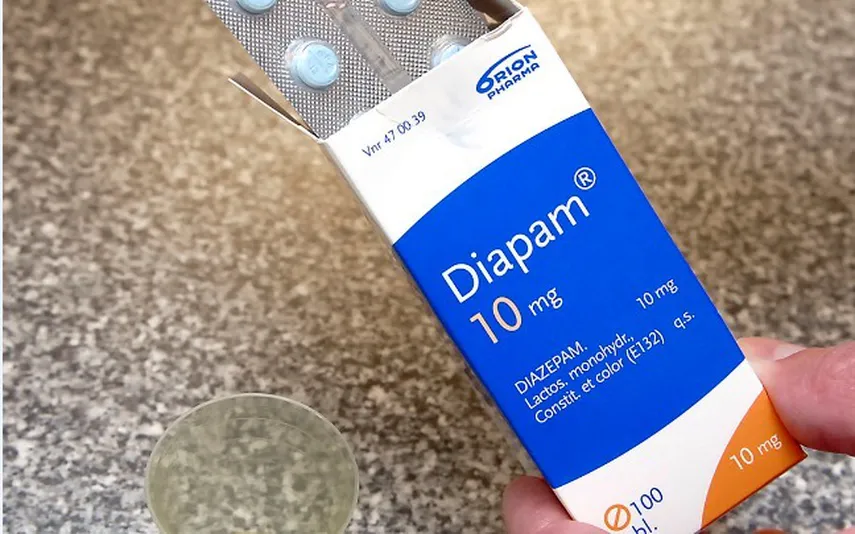 ORION
PHARMA
Vnr 47 00 39
Diapam®
10 mg
DIAZEPAM. 10 mg
Lactos. monohydr.,
Constit. et color (E132) q.s.
10 mg
100